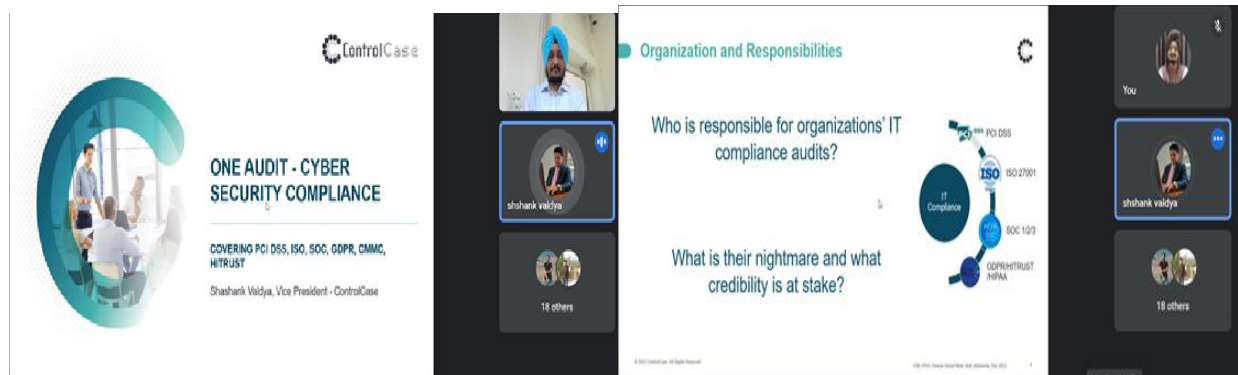 ControlCase
ONE AUDIT - CYBER
SECURITY COMPLIANCE
COVERING PCI DSS, ISO, SOC, GDPR, CMMC,
HITRUST
Shashank Vaidya, Vice President - ControlCase
shshank vaidya
18 others
Organization and Responsibilities
Who is responsible for organizations' IT
compliance audits?
What is their nightmare and what
credibility is at stake?
IT
Compliance
PCI DSS
ISO
ISO 27001
SOC 1/2/3
GDPR/HITRUST
/HIPAA
You
shshank vaidya
18 others